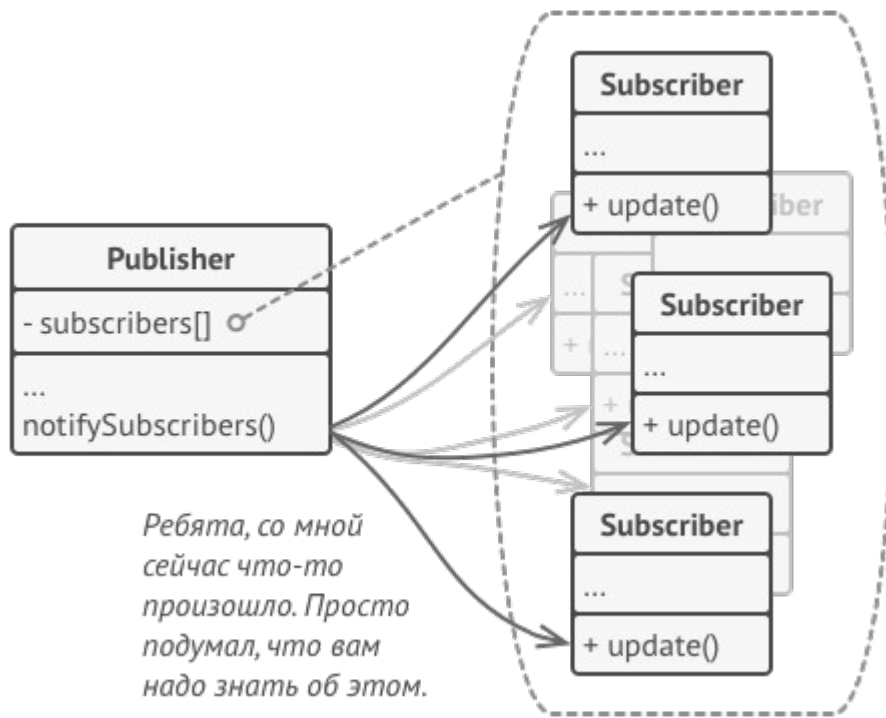 Publisher
- subscribers[]
...
notifySubscribers()
Ребята, со мной
сейчас что-то
произошло. Просто
подумал, что вам
надо знать об этом.
Subscriber
...
+ update()
iber
...
+
S
...
+
S
Subscriber
...
+ update()
Subscriber
...
+ update()